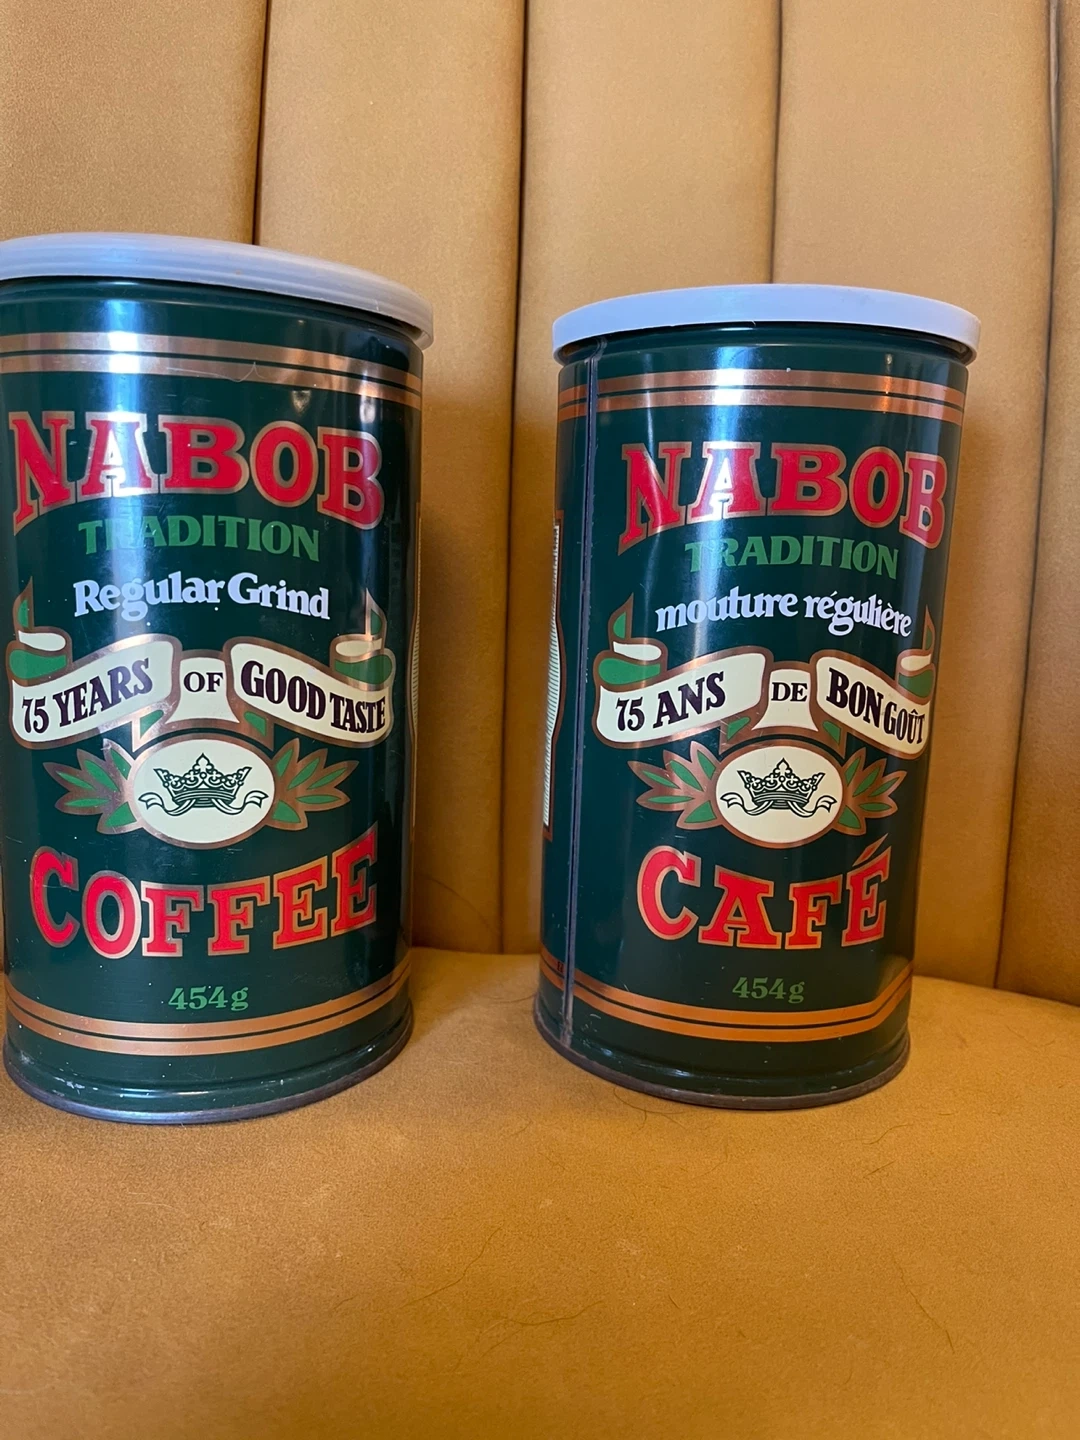 NABOB
TRADITION
Regular Grind
75 YEARS OF GOOD TASTE
COFFEE
454g
NABOB
TRADITION
mouture régulière
75 ANS DE BON GOÛT
CAFÉ
454g